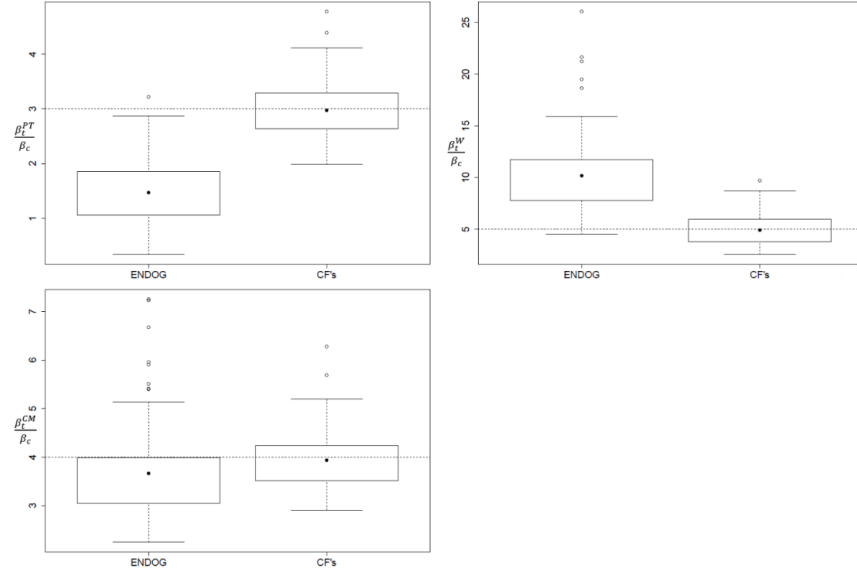 4
3
2
1
β_t^PT
β_c
ENDOG
CF's
25
20
15
10
5
β_t^W
β_c
ENDOG
CF's
7
6
5
4
3
β_t^CM
β_c
ENDOG
CF's